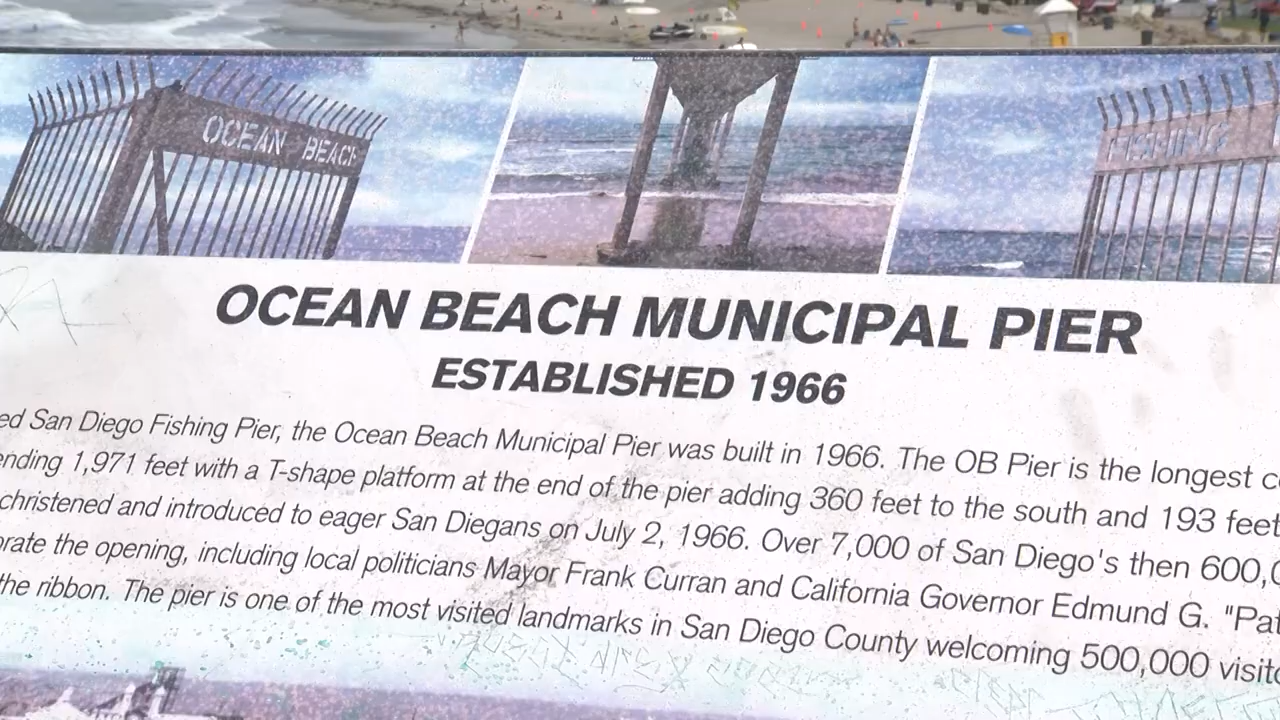 OCEAN BEACH
FISHING
OCEAN BEACH MUNICIPAL PIER
ESTABLISHED 1966
ed San Diego Fishing Pier, the Ocean Beach Municipal Pier was built in 1966. The OB Pier is the longest c
ending 1,971 feet with a T-shape platform at the end of the pier adding 360 feet to the south and 193 feet
christened and introduced to eager San Diegans on July 2, 1966. Over 7,000 of San Diego's then 600,0
orate the opening, including local politicians Mayor Frank Curran and California Governor Edmund G. "Pat
the ribbon. The pier is one of the most visited landmarks in San Diego County welcoming 500,000 visito